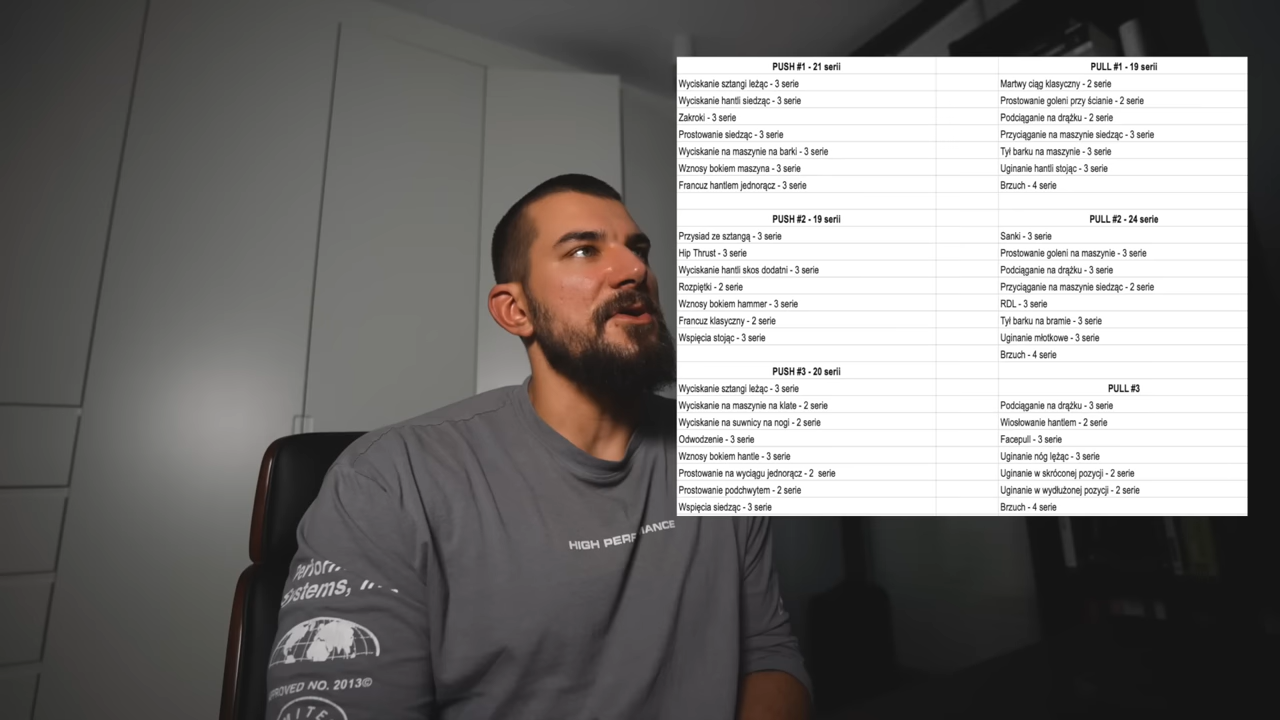 PUSH #1 - 21 serii
Wyciskanie sztangi leżąc - 3 serie
Wyciskanie hantli siedząc - 3 serie
Zakroki - 3 serie
Prostowanie siedząc - 3 serie
Wyciskanie na maszynie na barki - 3 serie
Wznosy bokiem maszyna - 3 serie
Francuz hantlem jednorącz - 3 serie
PUSH #2 - 19 serii
Przysiad ze sztangą - 3 serie
Hip Thrust - 3 serie
Wyciskanie hantli skos dodatni - 3 serie
Rozpiętki - 2 serie
Wznosy bokiem hammer - 3 serie
Francuz klasyczny - 2 serie
Wspięcia stojąc - 3 serie
PUSH #3 - 20 serii
Wyciskanie sztangi leżąc - 3 serie
Wyciskanie na maszynie na klate - 2 serie
Wyciskanie na suwnicy na nogi - 2 serie
Odwodzenie - 3 serie
Wznosy bokiem hantle - 3 serie
Prostowanie na wyciągu jednorącz - 2 serie
Prostowanie podchwytem - 2 serie
Wspięcia siedząc - 3 serie
PULL #1 - 19 serii
Martwy ciąg klasyczny - 2 serie
Prostowanie goleni przy ścianie - 2 serie
Podciąganie na drążku - 2 serie
Przyciąganie na maszynie siedząc - 3 serie
Tył barku na maszynie - 3 serie
Uginanie hantli stojąc - 3 serie
Brzuch - 4 serie
PULL #2 - 24 serie
Sanki - 3 serie
Prostowanie goleni na maszynie - 3 serie
Podciąganie na drążku - 3 serie
Przyciąganie na maszynie siedząc - 2 serie
RDL - 3 serie
Tył barku na bramie - 3 serie
Uginanie młotkowe - 3 serie
Brzuch - 4 serie
PULL #3
Podciąganie na drążku - 3 serie
Wiosłowanie hantlem - 2 serie
Facepull - 3 serie
Uginanie nóg lężąc - 3 serie
Uginanie w skróconej pozycji - 2 serie
Uginanie w wydłużonej pozycji - 2 serie
Brzuch - 4 serie
HIGH
NO. 2013©